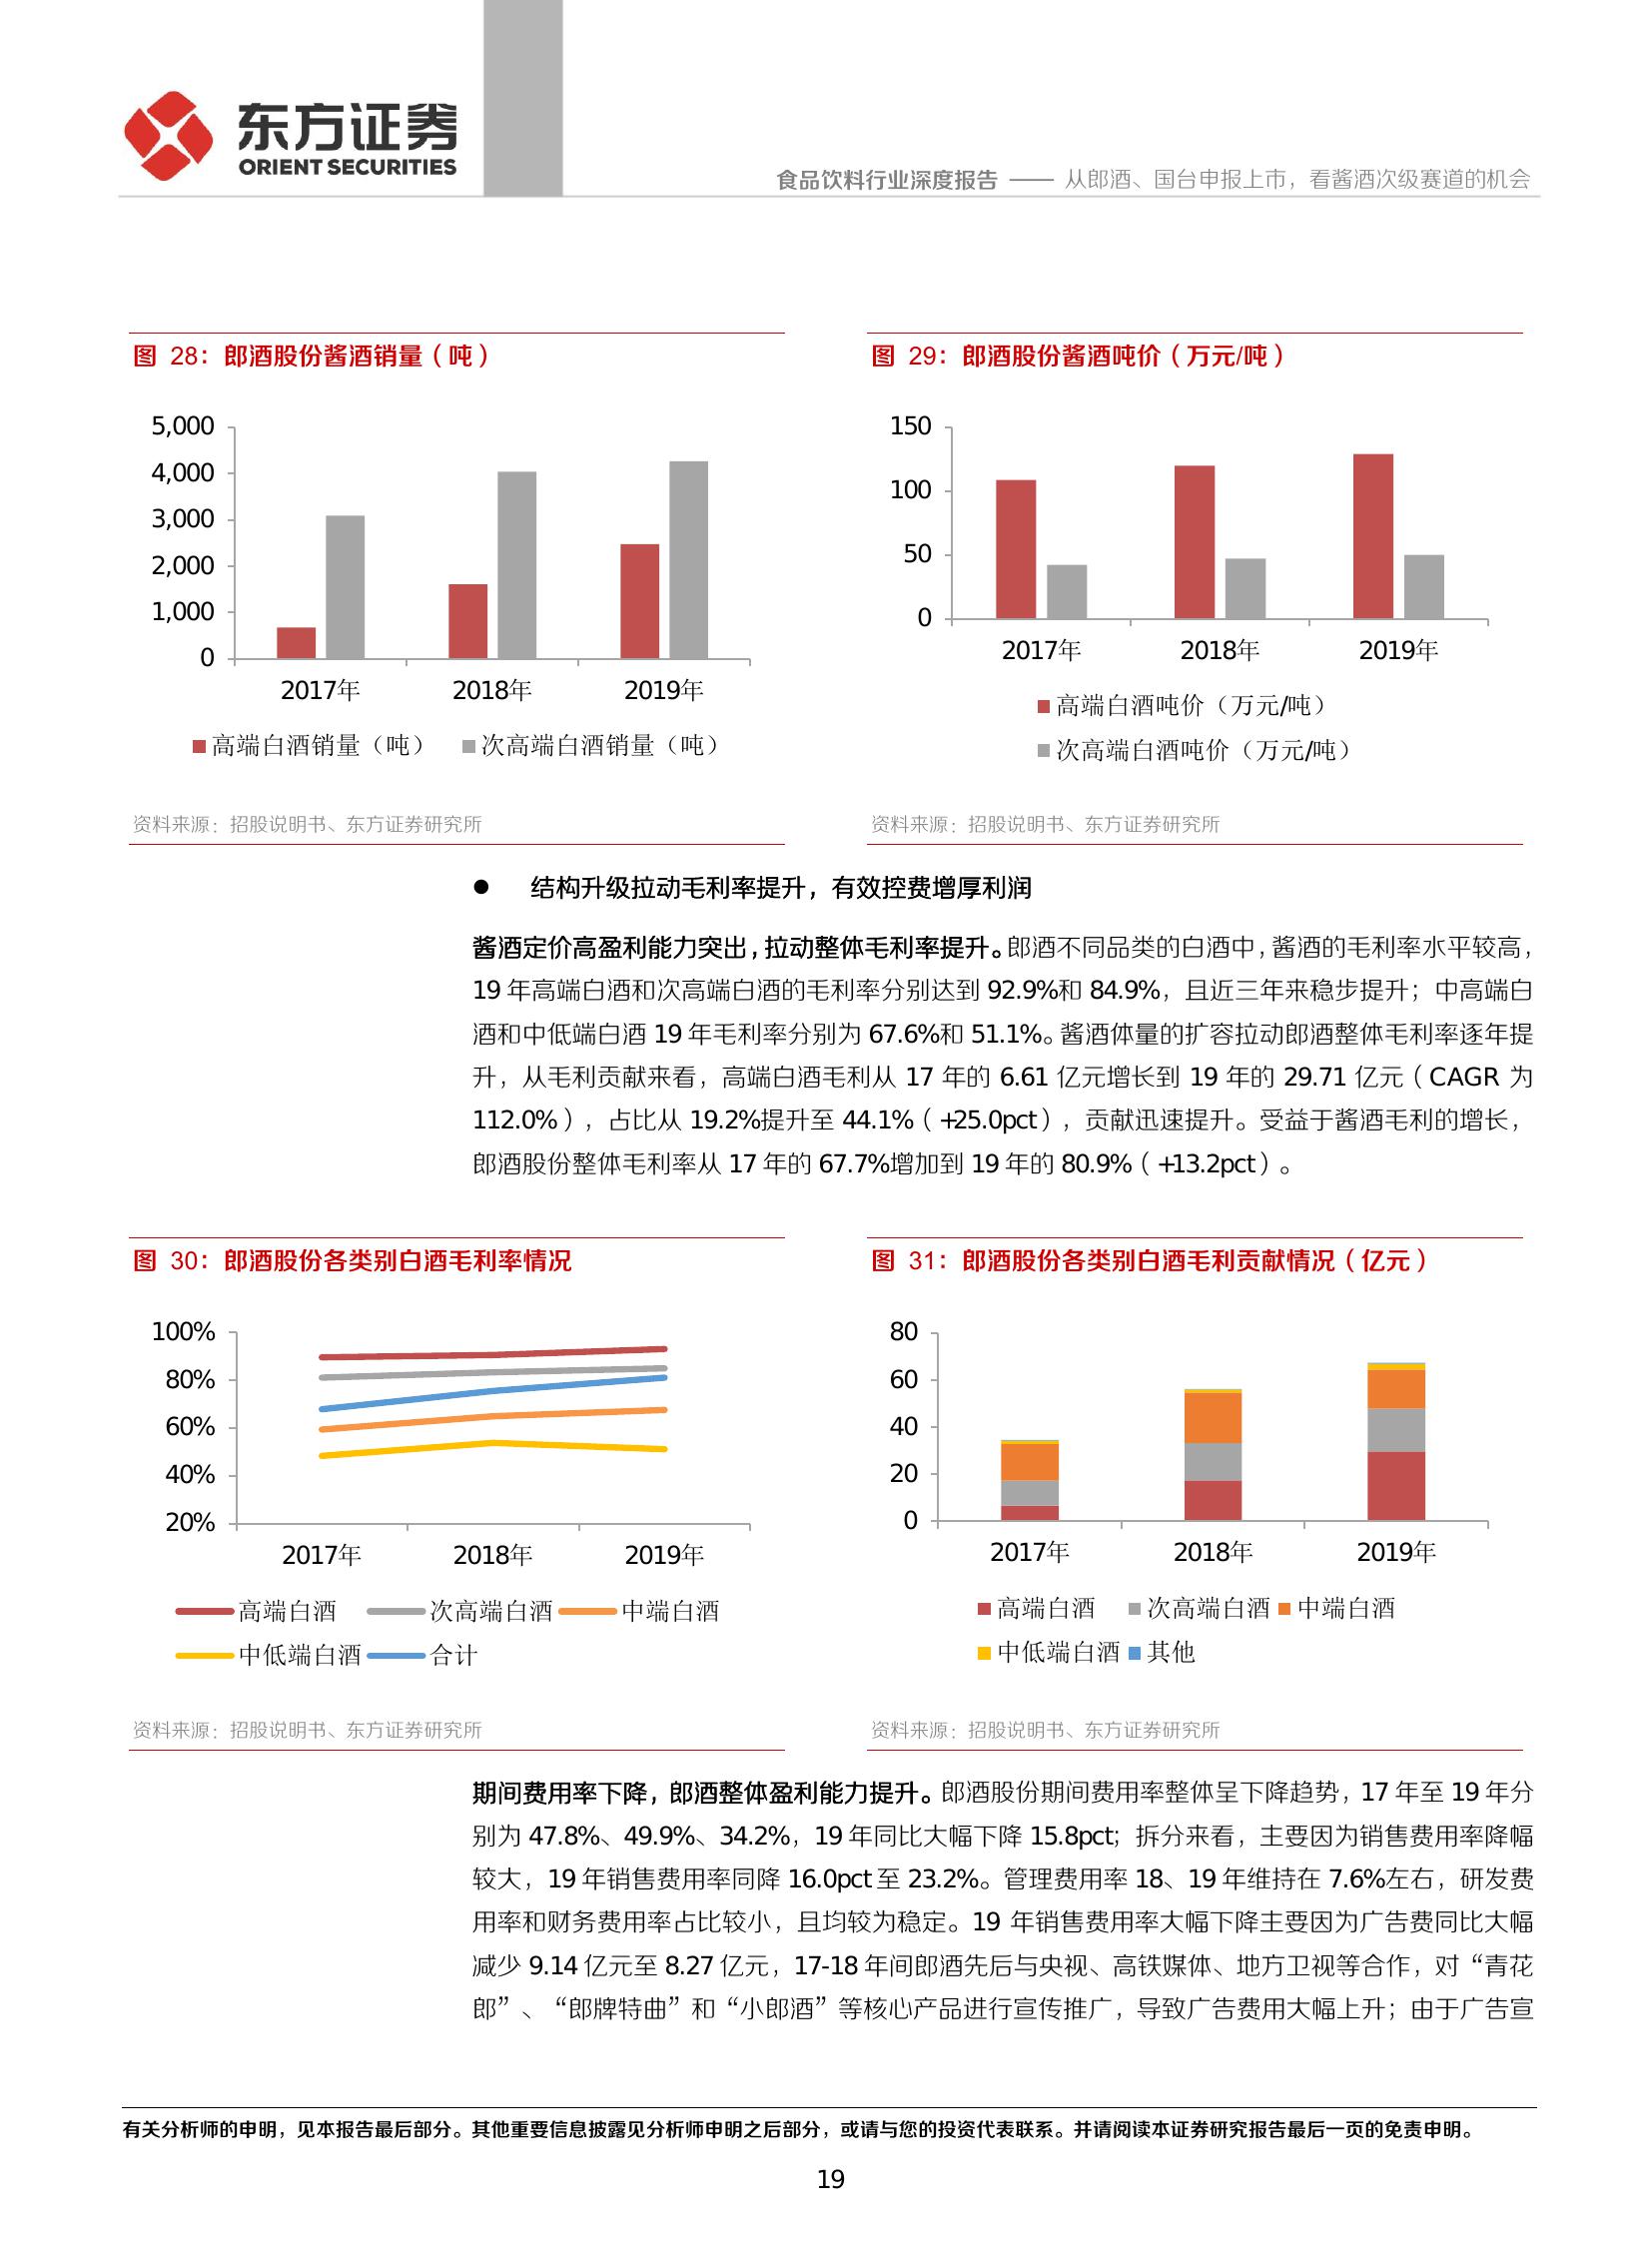 东方证券
ORIENT SECURITIES
食品饮料行业深度报告 —— 从郎酒、国台申报上市，看酱酒次级赛道的机会
图 28：郎酒股份酱酒销量（吨）
5,000
4,000
3,000
2,000
1,000
0
2017年 2018年 2019年
高端白酒销量（吨） 次高端白酒销量（吨）
资料来源：招股说明书、东方证券研究所
图 29：郎酒股份酱酒吨价（万元/吨）
150
100
50
0
2017年 2018年 2019年
高端白酒吨价（万元/吨）
次高端白酒吨价（万元/吨）
资料来源：招股说明书、东方证券研究所
● 结构升级拉动毛利率提升，有效控费增厚利润
酱酒定价高盈利能力突出，拉动整体毛利率提升。郎酒不同品类的白酒中，酱酒的毛利率水平较高，
19 年高端白酒和次高端白酒的毛利率分别达到 92.9%和 84.9%，且近三年来稳步提升；中高端白
酒和中低端白酒 19 年毛利率分别为 67.6%和 51.1%。酱酒体量的扩容拉动郎酒整体毛利率逐年提
升，从毛利贡献来看，高端白酒毛利从 17 年的 6.61 亿元增长到 19 年的 29.71 亿元（CAGR 为
112.0%），占比从 19.2%提升至 44.1%（+25.0pct），贡献迅速提升。受益于酱酒毛利的增长，
郎酒股份整体毛利率从 17 年的 67.7%增加到 19 年的 80.9%（+13.2pct）。
图 30：郎酒股份各类别白酒毛利率情况
100%
80%
60%
40%
20%
2017年 2018年 2019年
高端白酒 次高端白酒 中端白酒
中低端白酒 合计
资料来源：招股说明书、东方证券研究所
图 31：郎酒股份各类别白酒毛利贡献情况（亿元）
80
60
40
20
0
2017年 2018年 2019年
高端白酒 次高端白酒 中端白酒
中低端白酒 其他
资料来源：招股说明书、东方证券研究所
期间费用率下降，郎酒整体盈利能力提升。郎酒股份期间费用率整体呈下降趋势，17 年至 19 年分
别为 47.8%、49.9%、34.2%，19 年同比大幅下降 15.8pct；拆分来看，主要因为销售费用率降幅
较大，19 年销售费用率同降 16.0pct 至 23.2%。管理费用率 18、19 年维持在 7.6%左右，研发费
用率和财务费用率占比较小，且均较为稳定。19 年销售费用率大幅下降主要因为广告费同比大幅
减少 9.14 亿元至 8.27 亿元，17-18 年间郎酒先后与央视、高铁媒体、地方卫视等合作，对“青花
郎”、“郎牌特曲”和“小郎酒”等核心产品进行宣传推广，导致广告费用大幅上升；由于广告宣
有关分析师的申明，见本报告最后部分。其他重要信息披露见分析师申明之后部分，或请与您的投资代表联系。并请阅读本证券研究报告最后一页的免责申明。
19